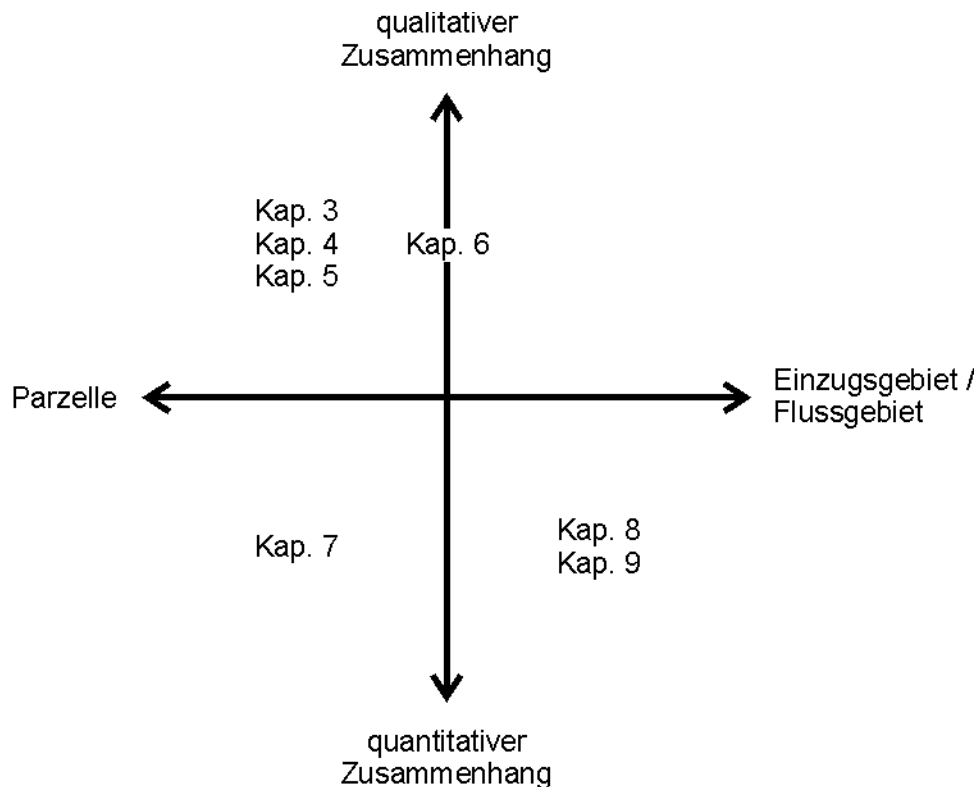 qualitativer
Zusammenhang
Kap. 3
Kap. 4
Kap. 5
Kap. 6
Parzelle
Einzugsgebiet /
Flussgebiet
Kap. 7
Kap. 8
Kap. 9
quantitativer
Zusammenhang